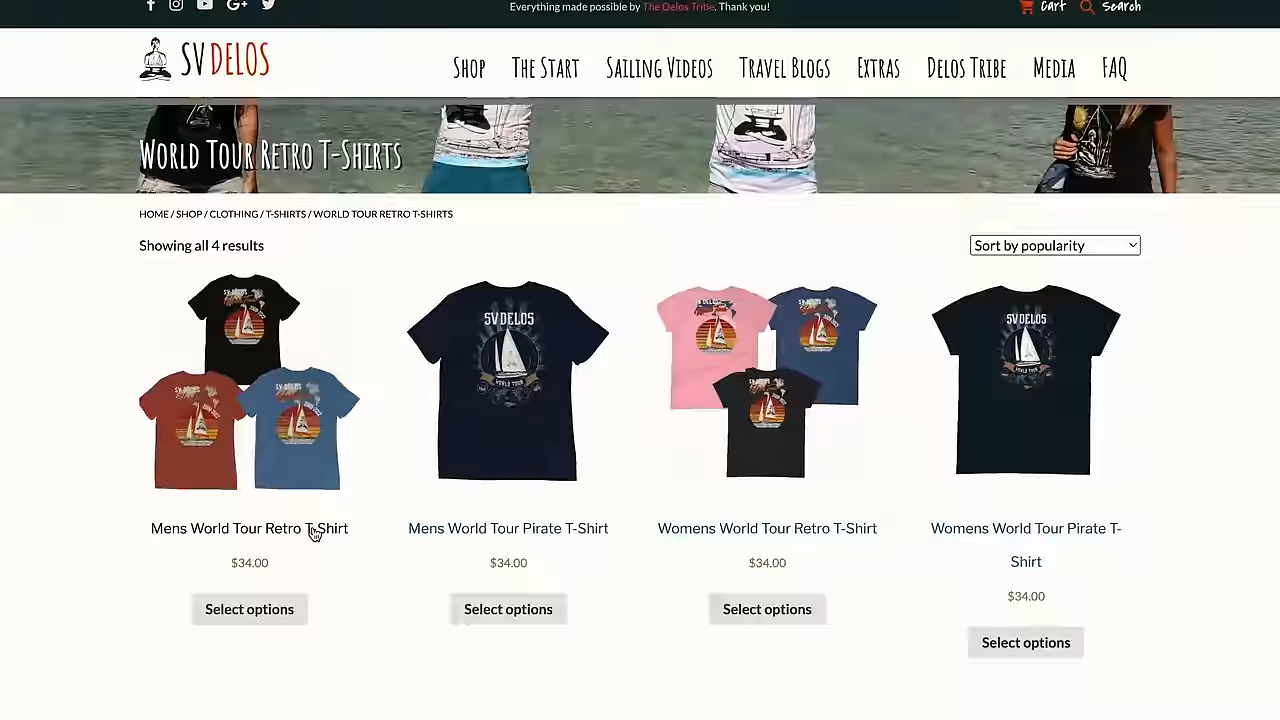 Everything made possible by The Delos Tribe. Thank you!
Cart Search
SV DELOS
Shop The Start Sailing Videos Travel Blogs Extras Delos Tribe Media FAQ
World Tour Retro T-Shirts
HOME / SHOP / CLOTHING / T-SHIRTS / WORLD TOUR RETRO T-SHIRTS
Showing all 4 results
Sort by popularity
SV DELOS
WORLD TOUR
SV DELOS
WORLD TOUR
Mens World Tour Retro T-Shirt
$34.00
Select options
Mens World Tour Pirate T-Shirt
$34.00
Select options
Womens World Tour Retro T-Shirt
$34.00
Select options
Womens World Tour Pirate T-
Shirt
$34.00
Select options